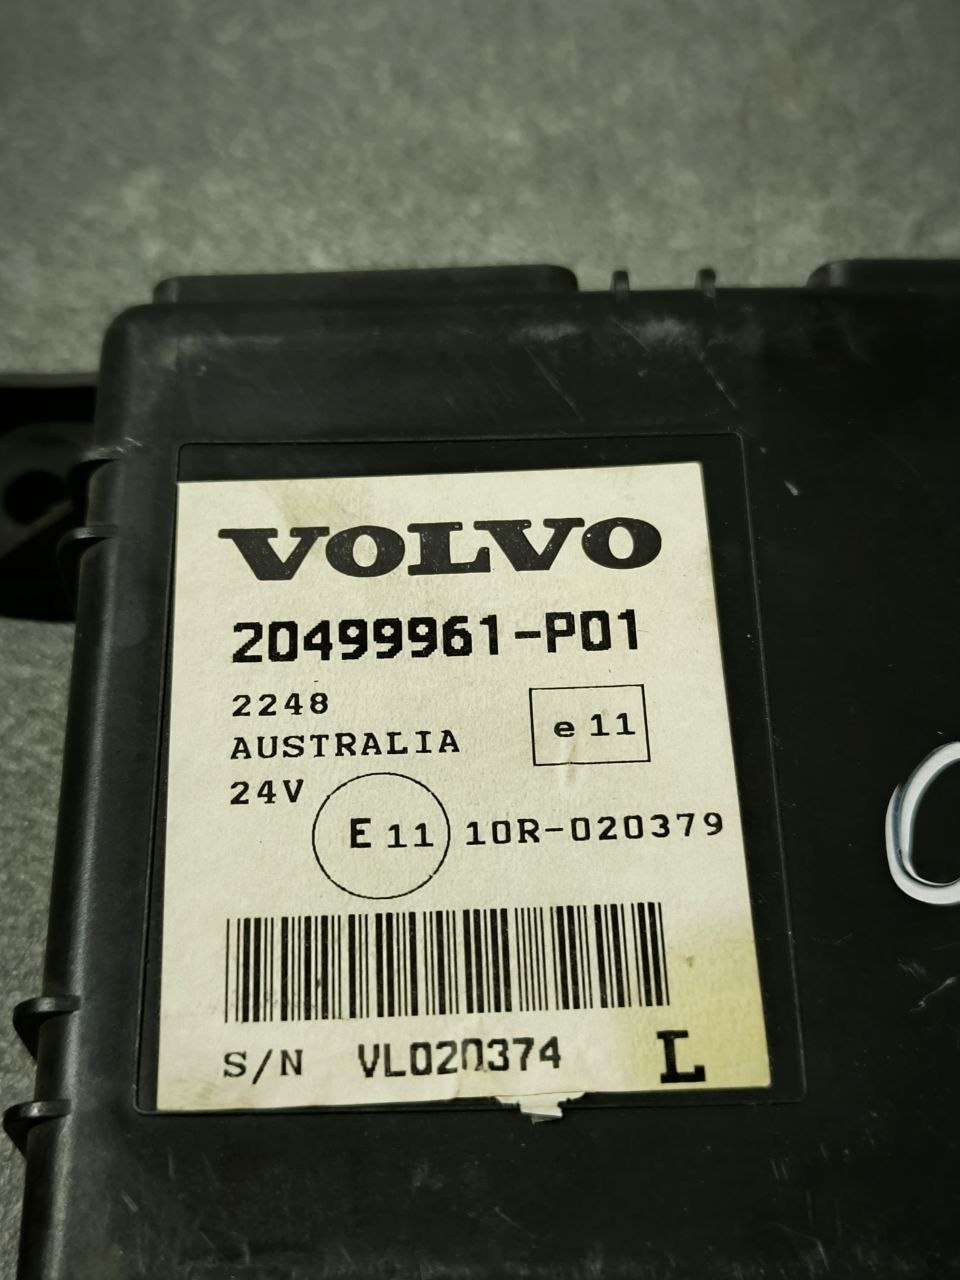 VOLVO
20499961-P01
2248
AUSTRALIA
e 11
24V
E 11 10R-020379
S/N VL020374 L